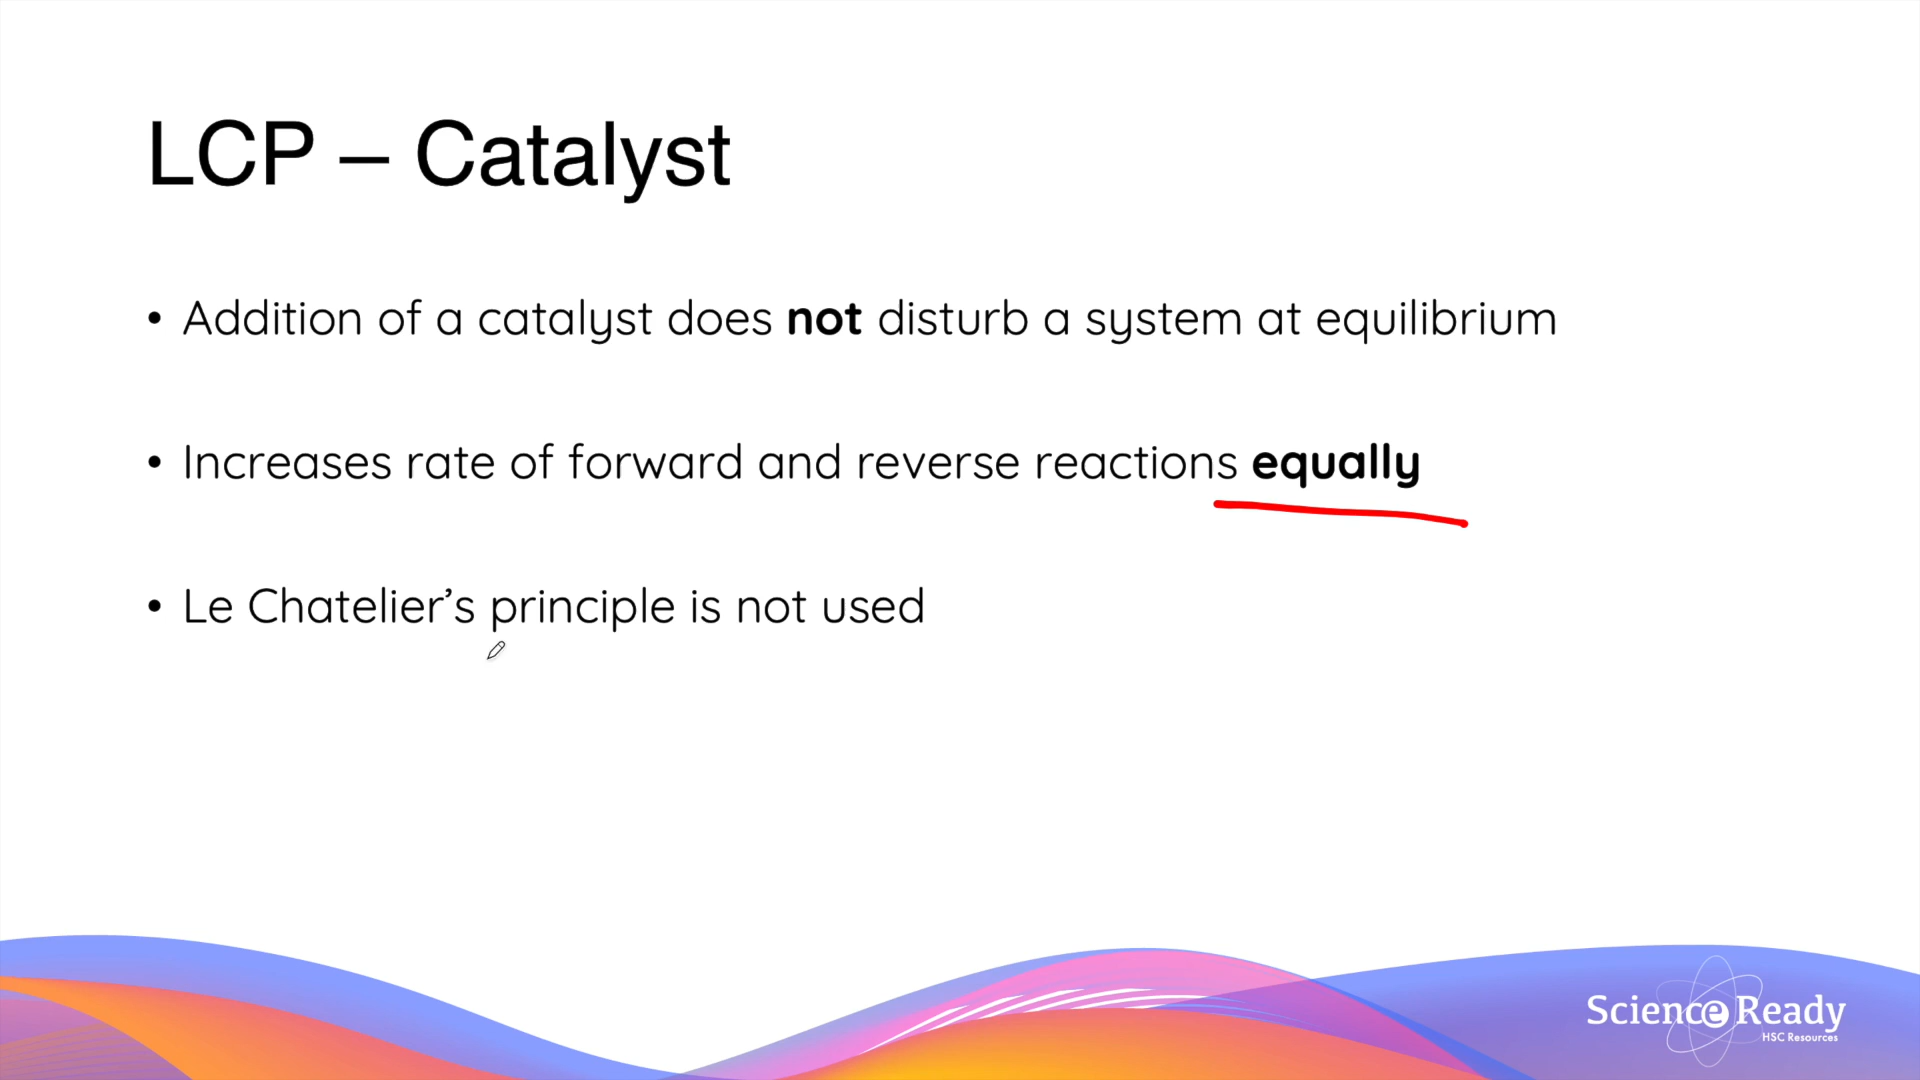 LCP – Catalyst
• Addition of a catalyst does not disturb a system at equilibrium
• Increases rate of forward and reverse reactions equally
• Le Chatelier’s principle is not used
Science Ready
HSC Resources